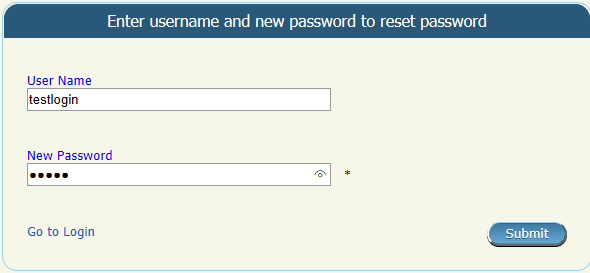 Enter username and new password to reset password
User Name
testlogin
New Password
●●●●● *
Go to Login
Submit